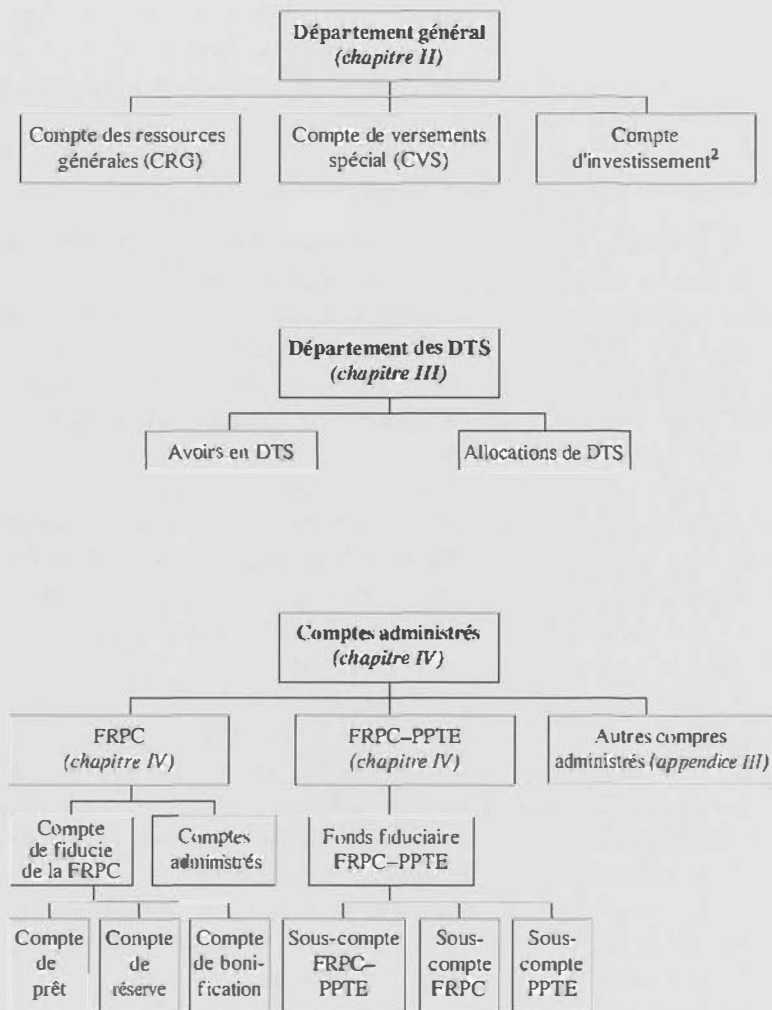 Département général
(chapitre II)
Compte des ressources
générales (CRG)
Compte de versements
spécial (CVS)
Compte
d'investissement²
Département des DTS
(chapitre III)
Avoirs en DTS
Allocations de DTS
Comptes administrés
(chapitre IV)
FRPC
(chapitre IV)
FRPC–PPTE
(chapitre IV)
Autres compres
administrés (appendice III)
Compte
de fiducie
de la FRPC
Comptes
administrés
Fonds fiduciaire
FRPC–PPTE
Compte
de
prêt
Compte
de
réserve
Compte
de boni-
fication
Sous-compte
FRPC–
PPTE
Sous-
compte
FRPC
Sous-
compte
PPTE